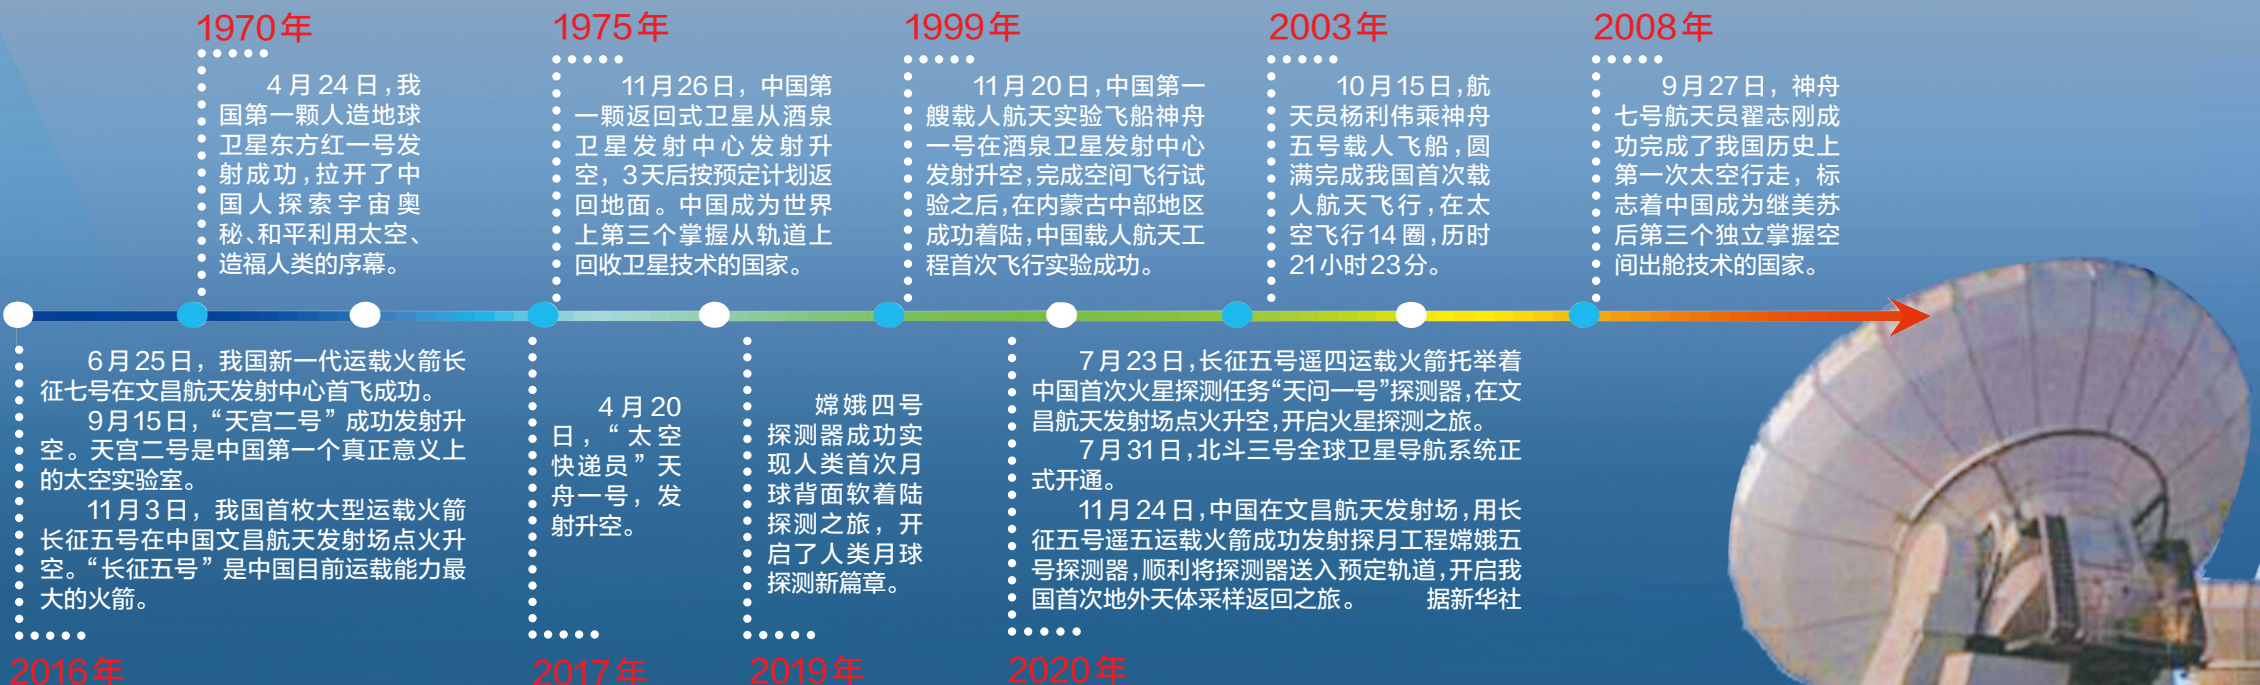 1970年
4月24日,我
国第一颗人造地球
卫星东方红一号发
射成功,拉开了中
国人探索宇宙奥
秘、和平利用太空、
造福人类的序幕。
1975年
11月26日，中国第
一颗返回式卫星从酒泉
卫星发射中心发射升
空，3天后按预定计划返
回地面。中国成为世界
上第三个掌握从轨道上
回收卫星技术的国家。
1999年
11月20日,中国第一
艘载人航天实验飞船神舟
一号在酒泉卫星发射中心
发射升空,完成空间飞行试
验之后,在内蒙古中部地区
成功着陆,中国载人航天工
程首次飞行实验成功。
2003年
10月15日,航
天员杨利伟乘神舟
五号载人飞船,圆
满完成我国首次载
人航天飞行,在太
空飞行14圈,历时
21小时23分。
2008年
9月27日，神舟
七号航天员翟志刚成
功完成了我国历史上
第一次太空行走，标
志着中国成为继美苏
后第三个独立掌握空
间出舱技术的国家。
6月25日，我国新一代运载火箭长
征七号在文昌航天发射中心首飞成功。
9月15日，“天宫二号”成功发射升
空。天宫二号是中国第一个真正意义上
的太空实验室。
11月3日，我国首枚大型运载火箭
长征五号在中国文昌航天发射场点火升
空。“长征五号”是中国目前运载能力最
大的火箭。
2016年
4月20
日，“太空
快递员”天
舟一号，发
射升空。
2017年
嫦娥四号
探测器成功实
现人类首次月
球背面软着陆
探测之旅，开
启了人类月球
探测新篇章。
2019年
7月23日,长征五号遥四运载火箭托举着
中国首次火星探测任务“天问一号”探测器,在文
昌航天发射场点火升空,开启火星探测之旅。
7月31日,北斗三号全球卫星导航系统正
式开通。
11月24日,中国在文昌航天发射场,用长
征五号遥五运载火箭成功发射探月工程嫦娥五
号探测器,顺利将探测器送入预定轨道,开启我
国首次地外天体采样返回之旅。 据新华社
2020年